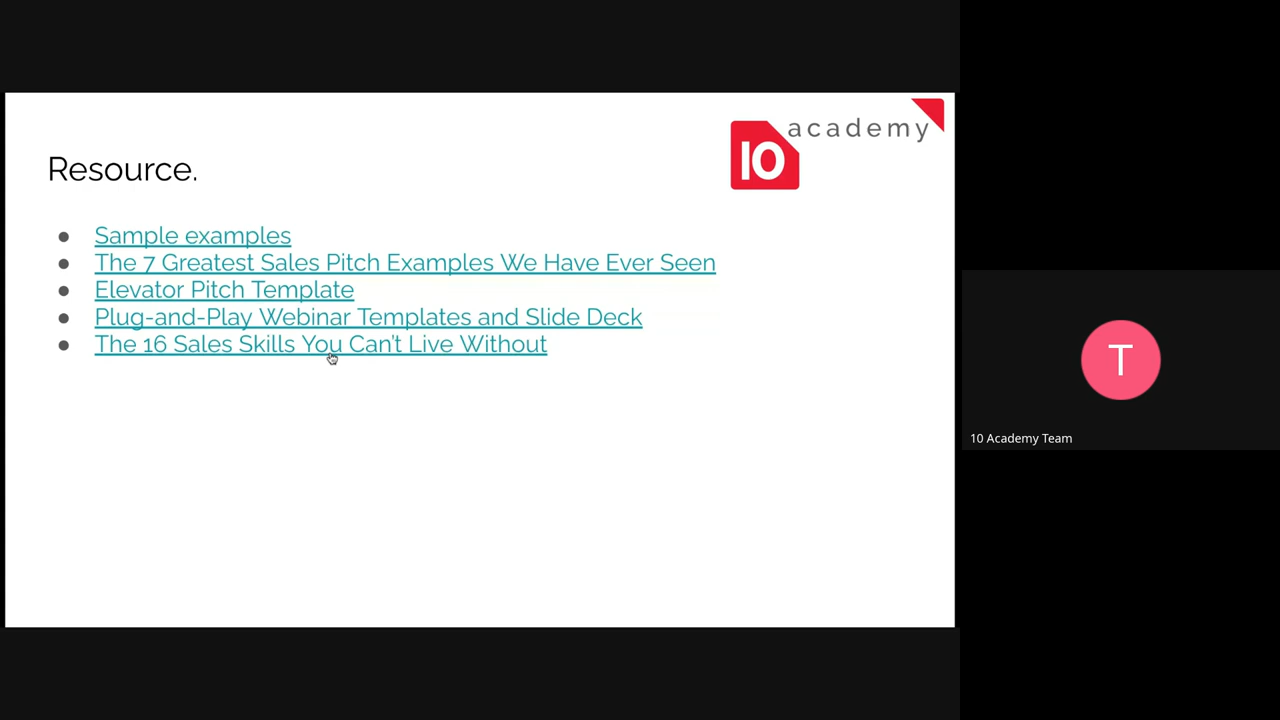 academy
10
Resource.
Sample examples
The 7 Greatest Sales Pitch Examples We Have Ever Seen
Elevator Pitch Template
Plug-and-Play Webinar Templates and Slide Deck
The 16 Sales Skills You Can't Live Without
T
10 Academy Team